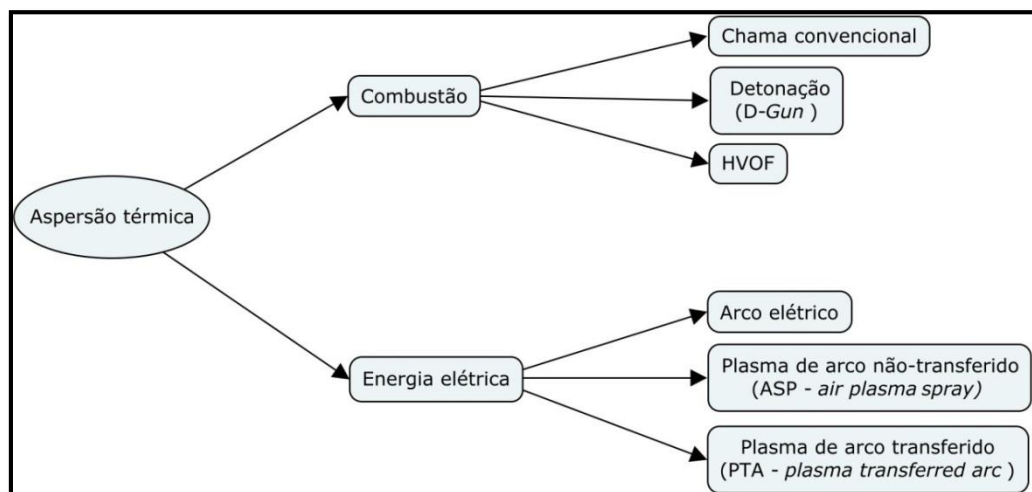 Aspersão térmica
Combustão
Chama convencional
Detonação
(D-Gun )
HVOF
Energia elétrica
Arco elétrico
Plasma de arco não-transferido
(ASP - air plasma spray)
Plasma de arco transferido
(PTA - plasma transferred arc )